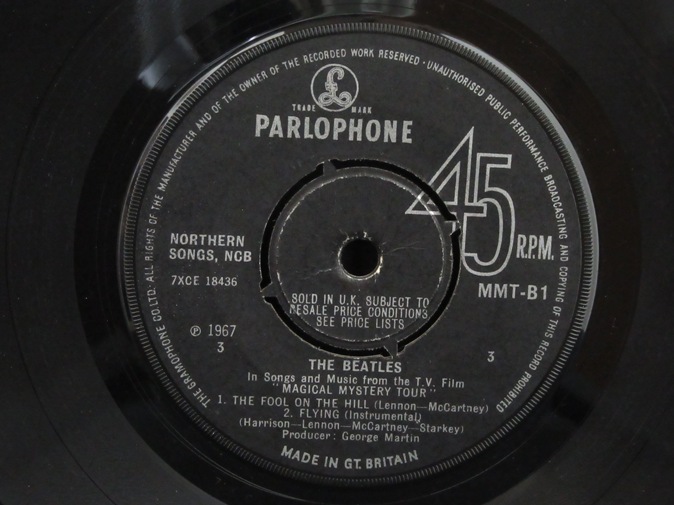 THE GRAMOPHONE CO. LTD. · ALL RIGHTS OF THE MANUFACTURER AND OF THE OWNER OF THE RECORDED WORK RESERVED · UNAUTHORISED PUBLIC PERFORMANCE BROADCASTING AND COPYING OF THIS RECORD PROHIBITED
£
TRADE MARK
PARLOPHONE
45 R.P.M.
NORTHERN
SONGS, NCB
7XCE 18436
MMT-B1
SOLD IN U.K. SUBJECT TO
RESALE PRICE CONDITIONS,
SEE PRICE LISTS
℗ 1967
3
3
THE BEATLES
In Songs and Music from the T.V. Film
"MAGICAL MYSTERY TOUR"
1. THE FOOL ON THE HILL (Lennon—McCartney)
2. FLYING (Instrumental)
(Harrison—Lennon—McCartney—Starkey)
Producer: George Martin
MADE IN GT. BRITAIN